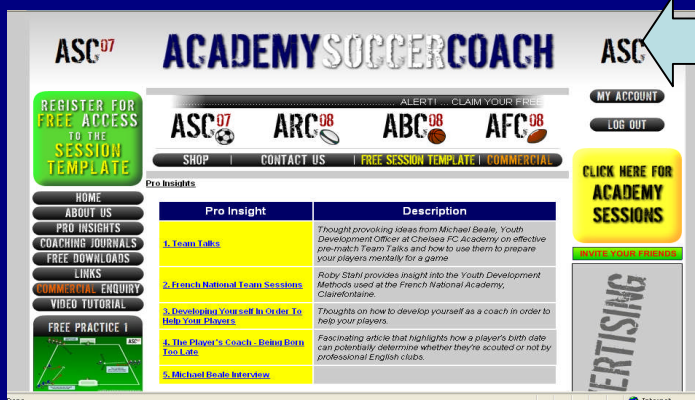 ASC07
ACADEMYSOCCERCOACH
ASC
REGISTER FOR
FREE ACCESS
TO THE
SESSION
TEMPLATE
ALERT! ... CLAIM YOUR FREE
ASC07
ARC08
ABC08
AFC08
MY ACCOUNT
LOG OUT
SHOP | CONTACT US | FREE SESSION TEMPLATE | COMMERCIAL
CLICK HERE FOR
ACADEMY
SESSIONS
INVITE YOUR FRIENDS
HOME
ABOUT US
PRO INSIGHTS
COACHING JOURNALS
FREE DOWNLOADS
LINKS
COMMERCIAL ENQUIRY
VIDEO TUTORIAL
FREE PRACTICE 1
ASC07
Pro Insights
Pro Insight
Description
1. Team Talks
Thought provoking ideas from Michael Beale, Youth
Development Officer at Chelsea FC Academy on effective
pre-match Team Talks and how to use them to prepare
your players mentally for a game
2. French National Team Sessions
Roby Stahl provides insight into the Youth Development
Methods used at the French National Academy,
Clairefontaine.
3. Developing Yourself In Order To
Help Your Players
Thoughts on how to develop yourself as a coach in order to
help your players.
4. The Player's Coach - Being Born
Too Late
Fascinating article that highlights how a player's birth date
can potentially determine whether they're scouted or not by
professional English clubs.
5. Michael Beale Interview
VERTISING
Internet